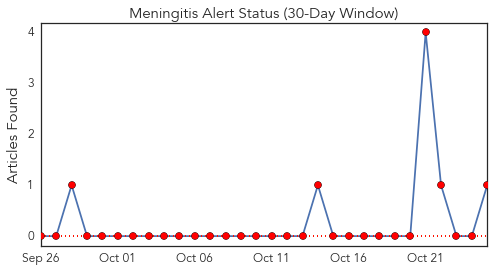 Meningitis Alert Status (30-Day Window)
Articles Found
4
3
2
1
0
Sep 26 Oct 01 Oct 06 Oct 11 Oct 16 Oct 21